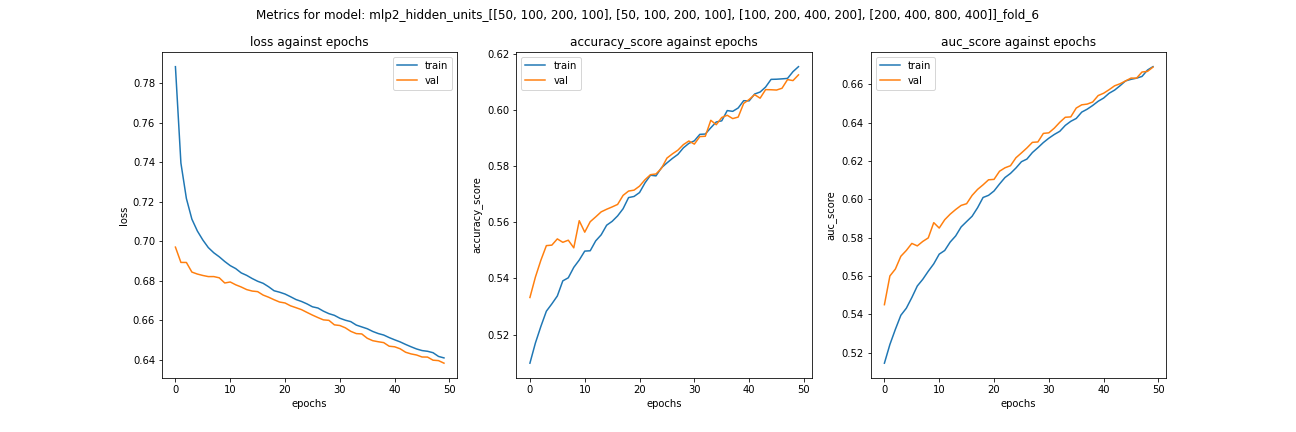 Metrics for model: mlp2_hidden_units_[[50, 100, 200, 100], [50, 100, 200, 100], [100, 200, 400, 200], [200, 400, 800, 400]]_fold_6
loss against epochs
train
val
0.78
0.76
0.74
0.72
0.70
0.68
0.66
0.64
loss
0
10
20
30
40
50
epochs
accuracy_score against epochs
train
val
0.62
0.60
0.58
0.56
0.54
0.52
accuracy_score
0
10
20
30
40
50
epochs
auc_score against epochs
train
val
0.66
0.64
0.62
0.60
0.58
0.56
0.54
0.52
auc_score
0
10
20
30
40
50
epochs